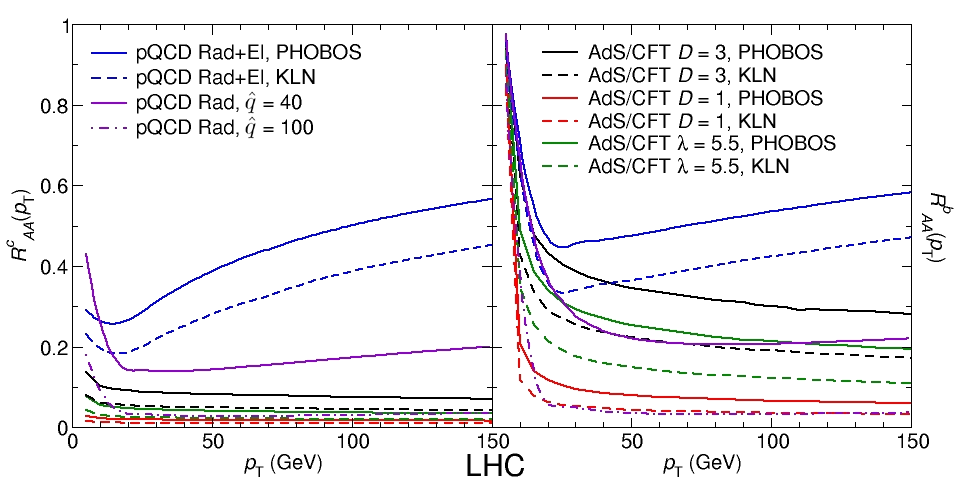 1
0.8
0.6
0.4
0.2
0
R^c_AA(p_T)
pQCD Rad+El, PHOBOS
pQCD Rad+El, KLN
pQCD Rad, q̂ = 40
pQCD Rad, q̂ = 100
AdS/CFT D = 3, PHOBOS
AdS/CFT D = 3, KLN
AdS/CFT D = 1, PHOBOS
AdS/CFT D = 1, KLN
AdS/CFT λ = 5.5, PHOBOS
AdS/CFT λ = 5.5, KLN
R^b_AA(p_T)
0 50 100 150 50 100 150
p_T (GeV) LHC p_T (GeV)